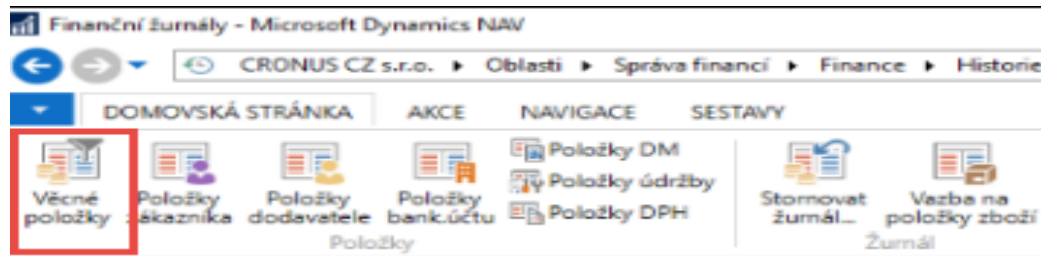 Finanční žurnály - Microsoft Dynamics NAV
CRONUS CZ s.r.o. ▸ Oblasti ▸ Správa financí ▸ Finance ▸ Historie
DOMOVSKÁ STRÁNKA AKCE NAVIGACE SESTAVY
Věcné položky
Položky zákazníka
Položky dodavatele
Položky bank.účtu
Položky DM
Položky údržby
Položky DPH
Stornovat žurnál...
Vazba na položky zboží
Položky
Žurnál